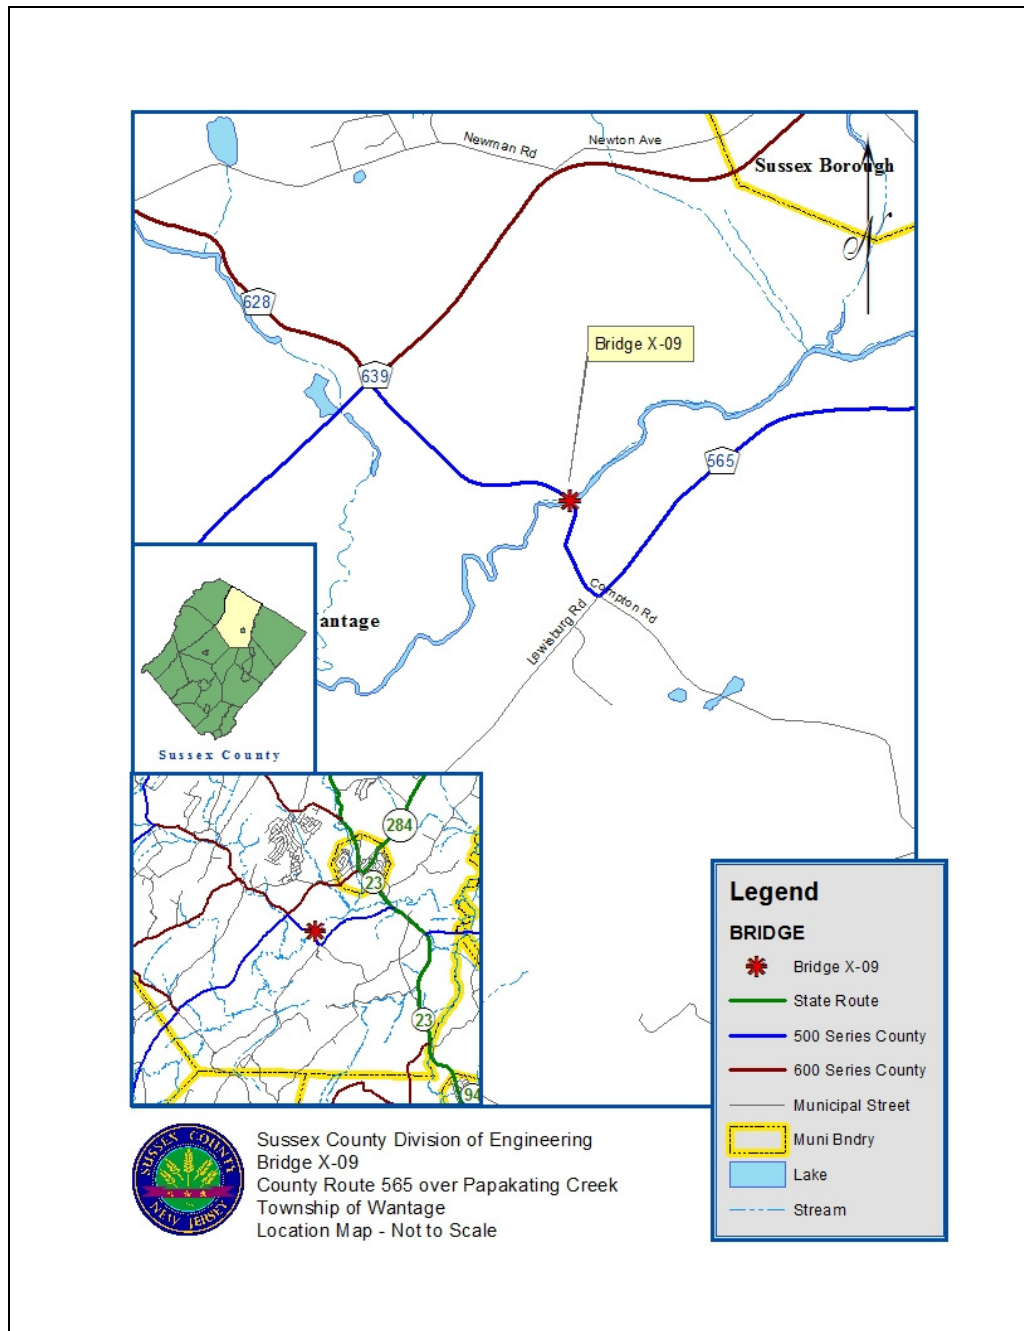 Newman Rd
Newton Ave
Sussex Borough
N
628
Bridge X-09
639
565
Compton Rd
Lewisburg Rd
antage
Sussex County
284
23
23
94
Legend
BRIDGE
Bridge X-09
State Route
500 Series County
600 Series County
Municipal Street
Muni Bndry
Lake
Stream
SUSSEX COUNTY
NEW JERSEY
Sussex County Division of Engineering
Bridge X-09
County Route 565 over Papakating Creek
Township of Wantage
Location Map - Not to Scale